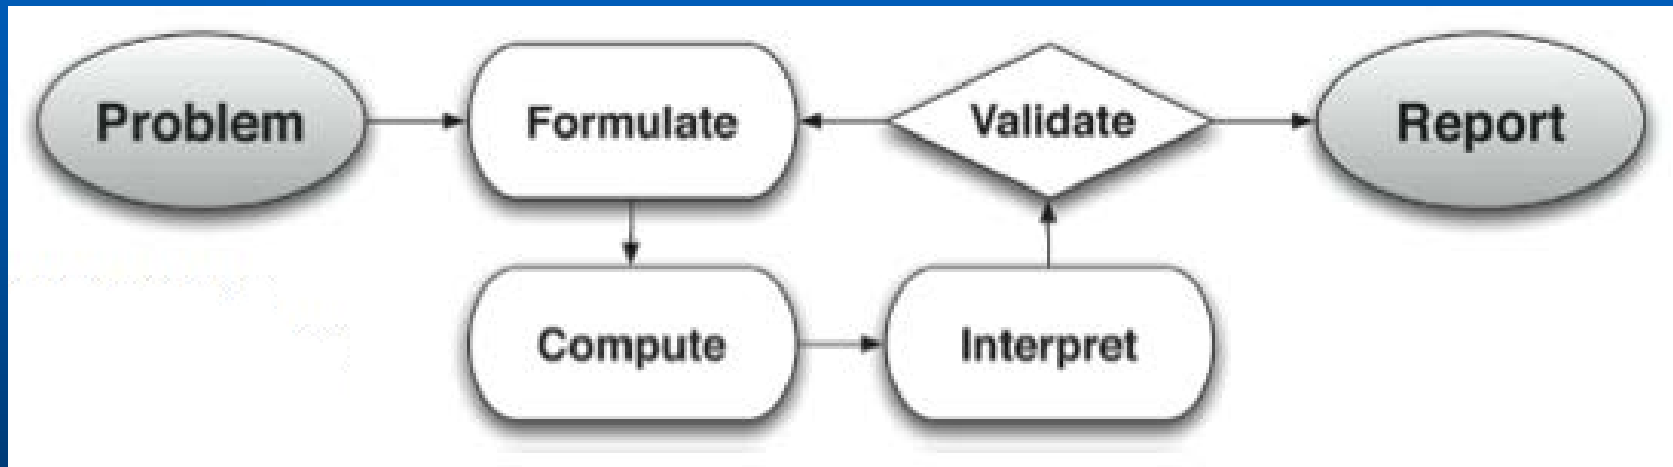 Problem
Formulate
Validate
Report
Compute
Interpret